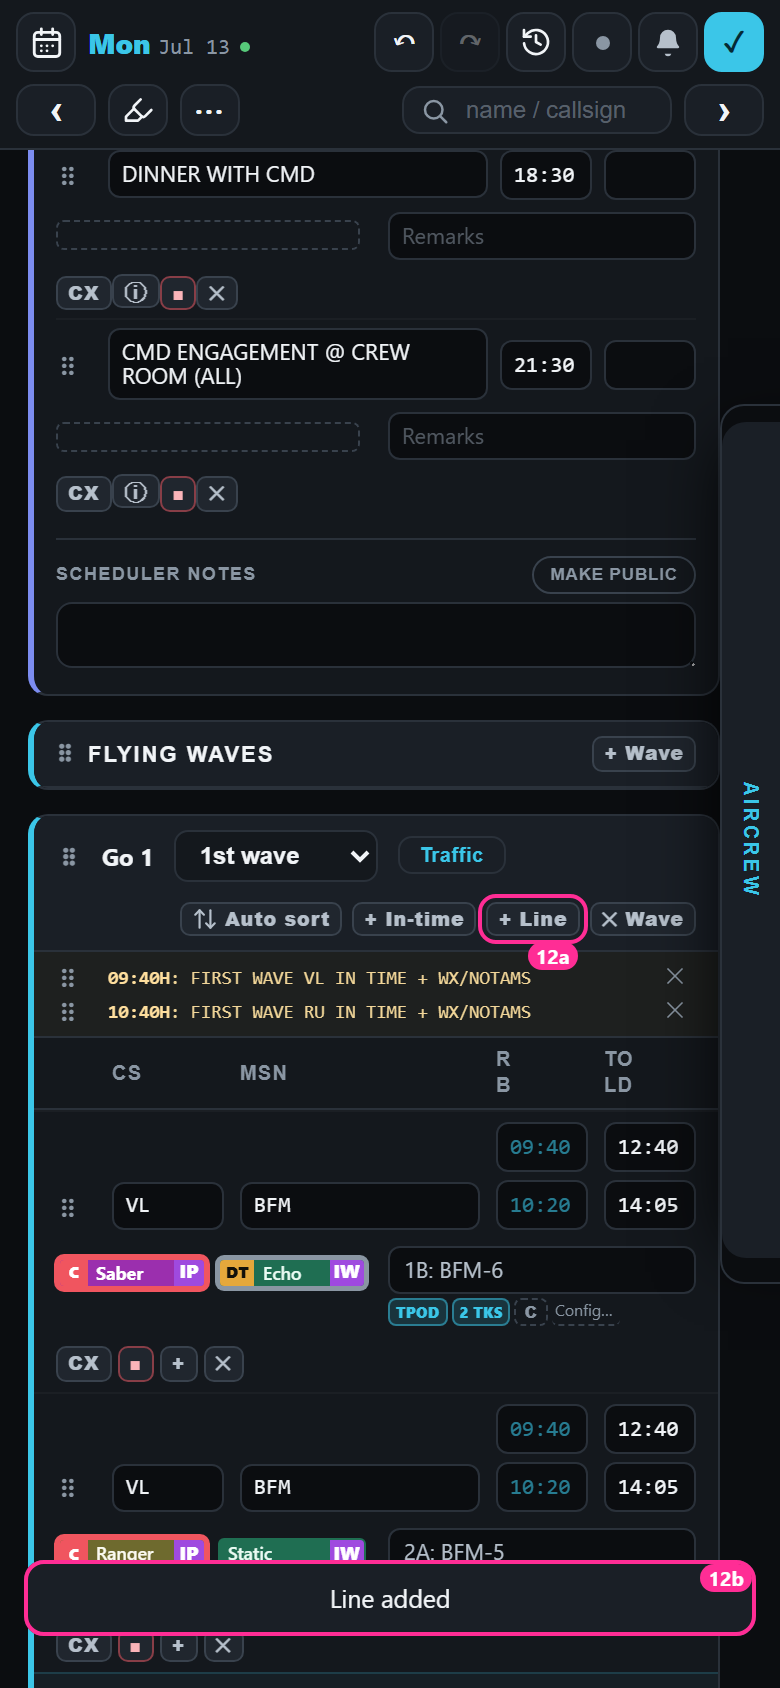 Mon Jul 13
name / callsign
DINNER WITH CMD 18:30
Remarks
CX
CMD ENGAGEMENT @ CREW ROOM (ALL) 21:30
Remarks
CX
SCHEDULER NOTES MAKE PUBLIC
FLYING WAVES + Wave
Go 1 1st wave Traffic
Auto sort + In-time + Line × Wave
12a
09:40H: FIRST WAVE VL IN TIME + WX/NOTAMS
10:40H: FIRST WAVE RU IN TIME + WX/NOTAMS
CS MSN R B TO LD
09:40 12:40
VL BFM 10:20 14:05
C Saber IP DT Echo IW 1B: BFM-6
TPOD 2 TKS C Config...
CX +
09:40 12:40
VL BFM 10:20 14:05
C Ranger IP Static IW 2A: BFM-5
12b
Line added
CX +
AIRCREW